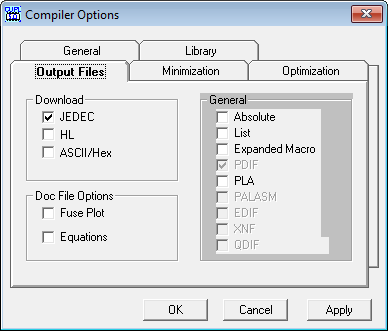 Compiler Options
General
Library
Output Files
Minimization
Optimization
Download
JEDEC
HL
ASCII/Hex
Doc File Options
Fuse Plot
Equations
General
Absolute
List
Expanded Macro
PDIF
PLA
PALASM
EDIF
XNF
QDIF
OK
Cancel
Apply